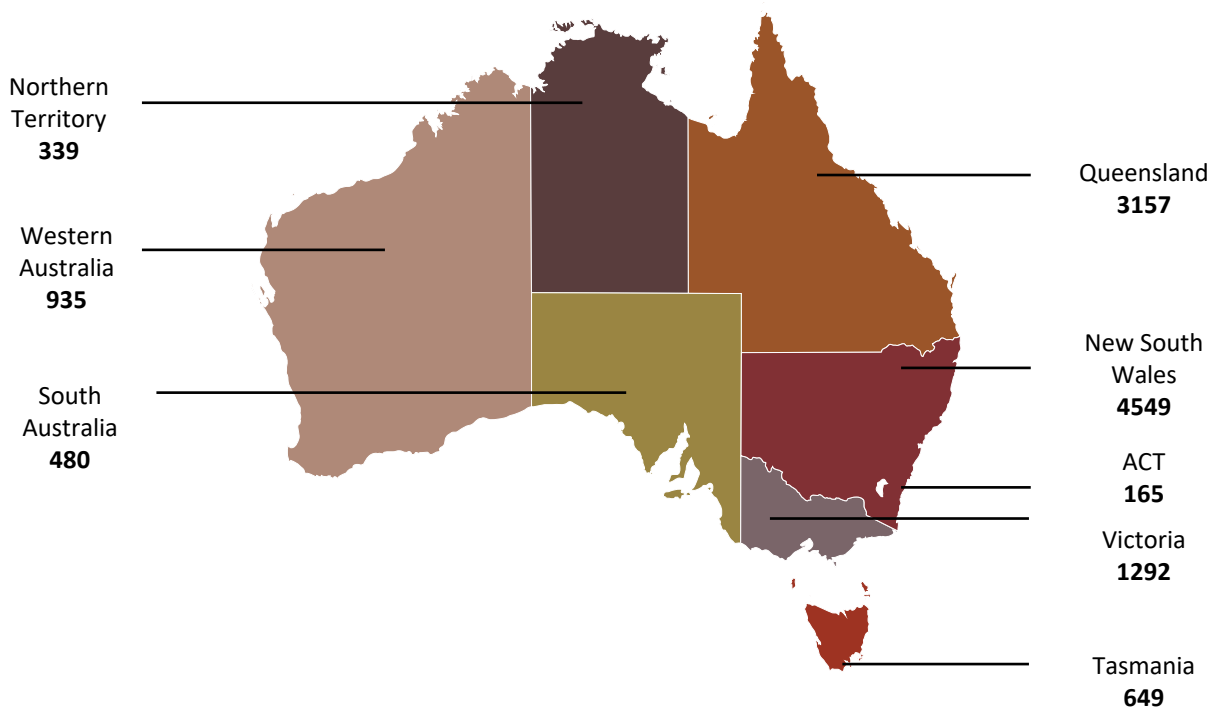 Northern
Territory
339
Western
Australia
935
South
Australia
480
Queensland
3157
New South
Wales
4549
ACT
165
Victoria
1292
Tasmania
649